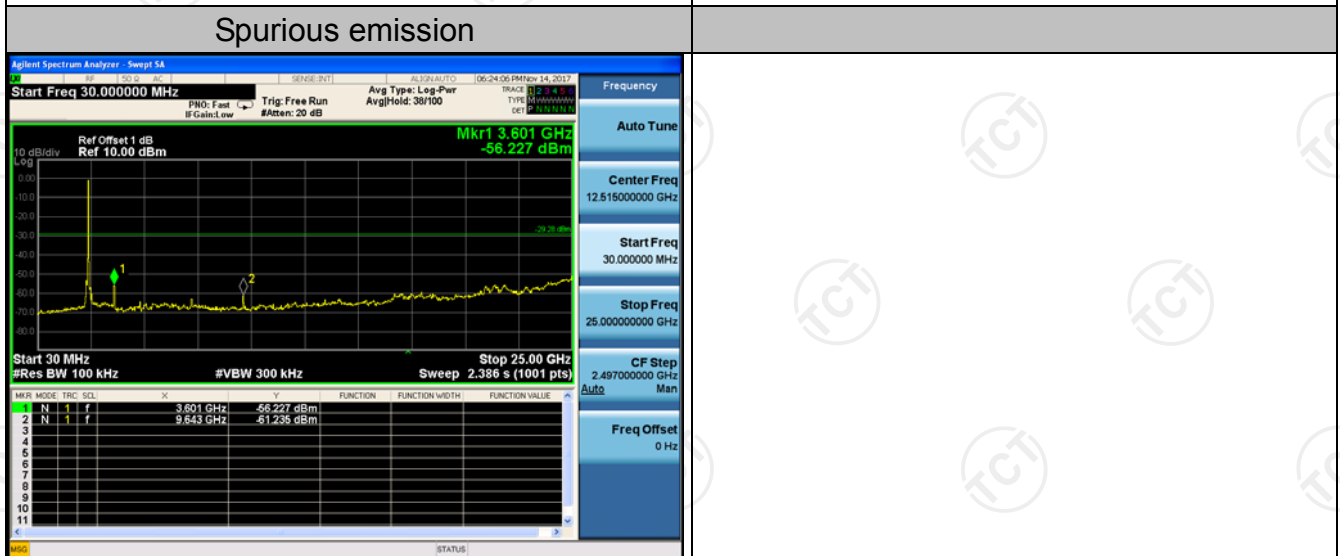 Spurious emission
Agilent Spectrum Analyzer - Swept SA
RF 50 Ω AC SENSE:INT ALIGNAUTO 06:24:06 PM Nov 14, 2017
Start Freq 30.000000 MHz
PNO: Fast
IFGain:Low
Trig: Free Run
#Atten: 20 dB
Avg Type: Log-Pwr
Avg|Hold: 38/100
TRACE 1 2 3 4 5 6
TYPE M
DET P N N N N N
Frequency
Ref Offset 1 dB
10 dB/div Ref 10.00 dBm
Log
Mkr1 3.601 GHz
-56.227 dBm
0.00
-10.0
-20.0
-30.0
-40.0
-50.0
-60.0
-70.0
-80.0
-29.28 dBm
1
2
Start 30 MHz Stop 25.00 GHz
#Res BW 100 kHz #VBW 300 kHz Sweep 2.386 s (1001 pts)
MKR MODE TRC SCL X Y FUNCTION FUNCTION WIDTH FUNCTION VALUE
1 N 1 f 3.601 GHz -56.227 dBm
2 N 1 f 9.643 GHz -61.235 dBm
3
4
5
6
7
8
9
10
11
MSG STATUS
Auto Tune
Center Freq
12.515000000 GHz
Start Freq
30.000000 MHz
Stop Freq
25.000000000 GHz
CF Step
2.497000000 GHz
Auto Man
Freq Offset
0 Hz
TCT
TCT
TCT
TCT
TCT